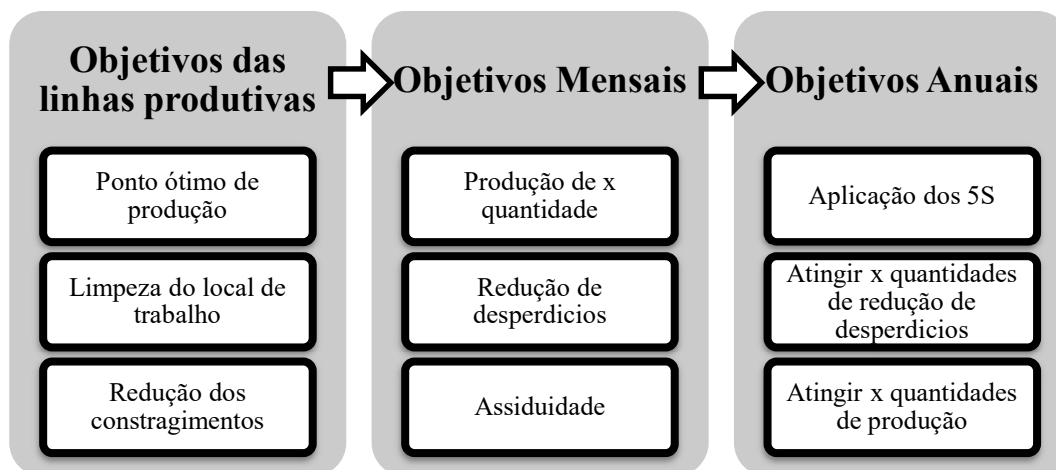 Objetivos das
linhas produtivas
Ponto ótimo de
produção
Limpeza do local de
trabalho
Redução dos
constragimentos
Objetivos Mensais
Produção de x
quantidade
Redução de
desperdicios
Assiduidade
Objetivos Anuais
Aplicação dos 5S
Atingir x quantidades
de redução de
desperdicios
Atingir x quantidades
de produção